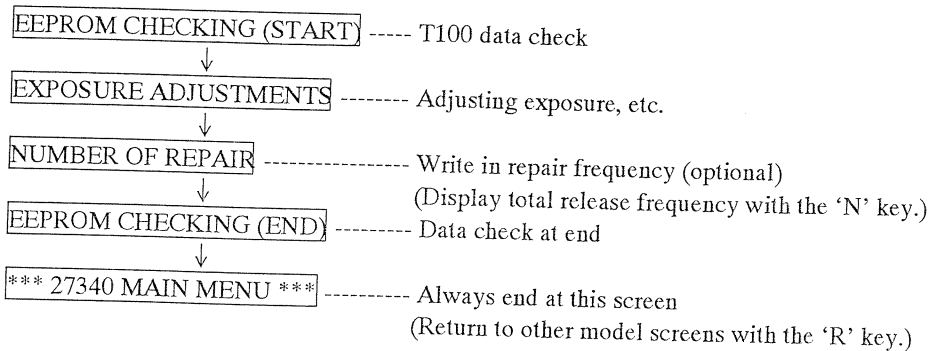 EEPROM CHECKING (START) ----- T100 data check
EXPOSURE ADJUSTMENTS -------- Adjusting exposure, etc.
NUMBER OF REPAIR -------------- Write in repair frequency (optional)
(Display total release frequency with the ‘N’ key.)
EEPROM CHECKING (END) -------- Data check at end
*** 27340 MAIN MENU *** --------- Always end at this screen
(Return to other model screens with the ‘R’ key.)